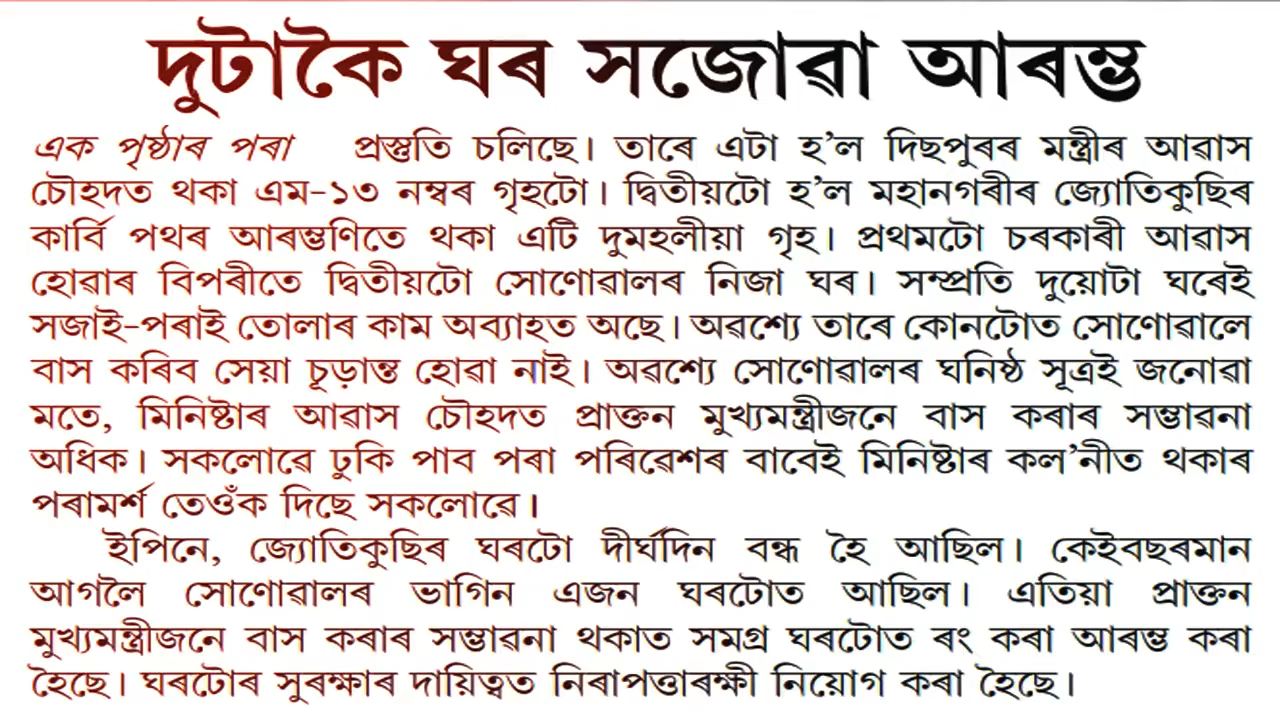 দুটাকৈ ঘৰ সজোৱা আৰম্ভ
এক পৃষ্ঠাৰ পৰা প্ৰস্তুতি চলিছে। তাৰে এটা হ’ল দিছপুৰৰ মন্ত্ৰীৰ আৱাস
চৌহদত থকা এম-১৩ নম্বৰ গৃহটো। দ্বিতীয়টো হ’ল মহানগৰীৰ জ্যোতিকুছিৰ
কাৰ্বি পথৰ আৰম্ভণিতে থকা এটি দুমহলীয়া গৃহ। প্ৰথমটো চৰকাৰী আৱাস
হোৱাৰ বিপৰীতে দ্বিতীয়টো সোণোৱালৰ নিজা ঘৰ। সম্প্ৰতি দুয়োটা ঘৰেই
সজাই-পৰাই তোলাৰ কাম অব্যাহত অছে। অৱশ্যে তাৰে কোনটোত সোণোৱালে
বাস কৰিব সেয়া চূড়ান্ত হোৱা নাই। অৱশ্যে সোণোৱালৰ ঘনিষ্ঠ সূত্ৰই জনোৱা
মতে, মিনিষ্টাৰ আৱাস চৌহদত প্ৰাক্তন মুখ্যমন্ত্ৰীজনে বাস কৰাৰ সম্ভাৱনা
অধিক। সকলোৱে ঢুকি পাব পৰা পৰিৱেশৰ বাবেই মিনিষ্টাৰ কল’নীত থকাৰ
পৰামৰ্শ তেওঁক দিছে সকলোৱে।
ইপিনে, জ্যোতিকুছিৰ ঘৰটো দীৰ্ঘদিন বন্ধ হৈ আছিল। কেইবছৰমান
আগলৈ সোণোৱালৰ ভাগিন এজন ঘৰটোত আছিল। এতিয়া প্ৰাক্তন
মুখ্যমন্ত্ৰীজনে বাস কৰাৰ সম্ভাৱনা থকাত সমগ্ৰ ঘৰটোত ৰং কৰা আৰম্ভ কৰা
হৈছে। ঘৰটোৰ সুৰক্ষাৰ দায়িত্বত নিৰাপত্তাৰক্ষী নিয়োগ কৰা হৈছে।